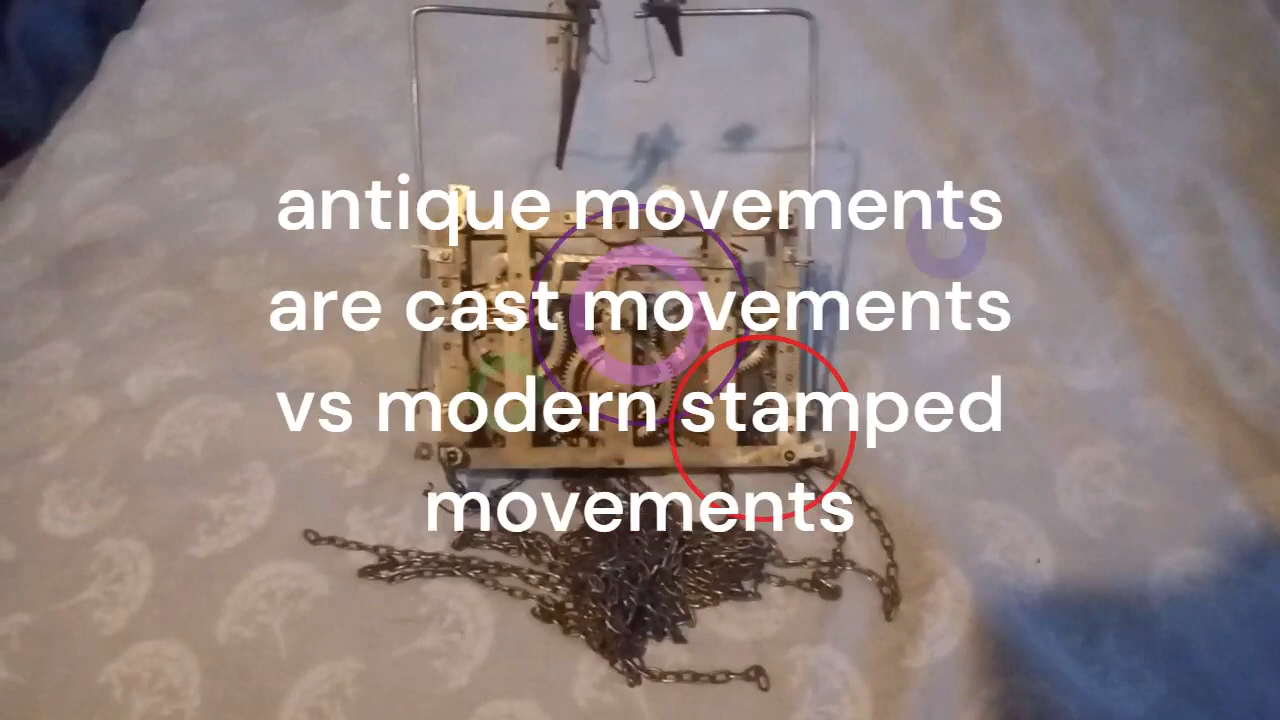 antique movements
are cast movements
vs modern stamped
movements